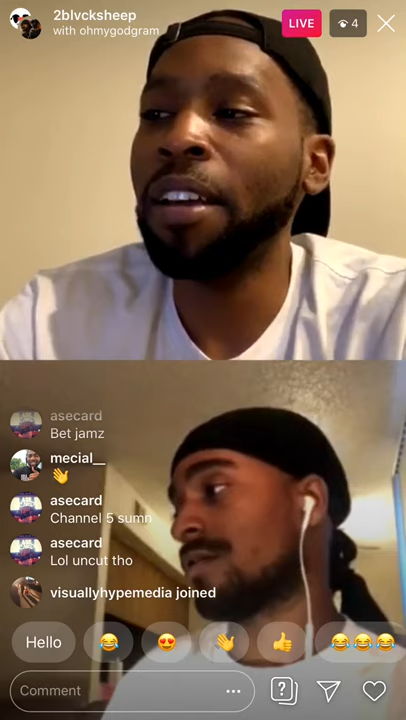 2blvcksheep
with ohmygodgram
LIVE
4
asecard
Bet jamz
mecial__
asecard
Channel 5 sumn
asecard
Lol uncut tho
visuallyhypemedia joined
Hello
Comment